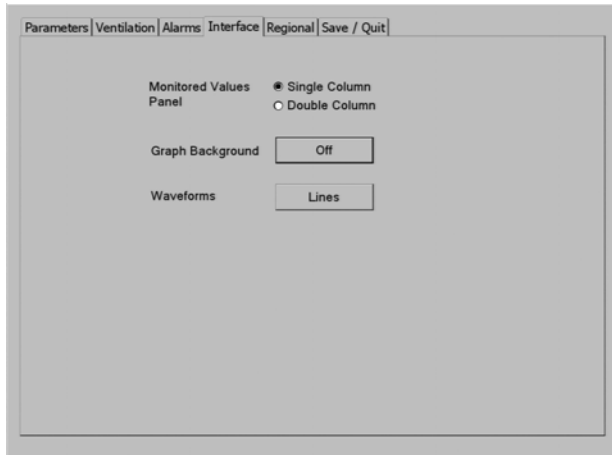 Parameters Ventilation Alarms Interface Regional Save / Quit
Monitored Values Panel
Single Column
Double Column
Graph Background Off
Waveforms Lines